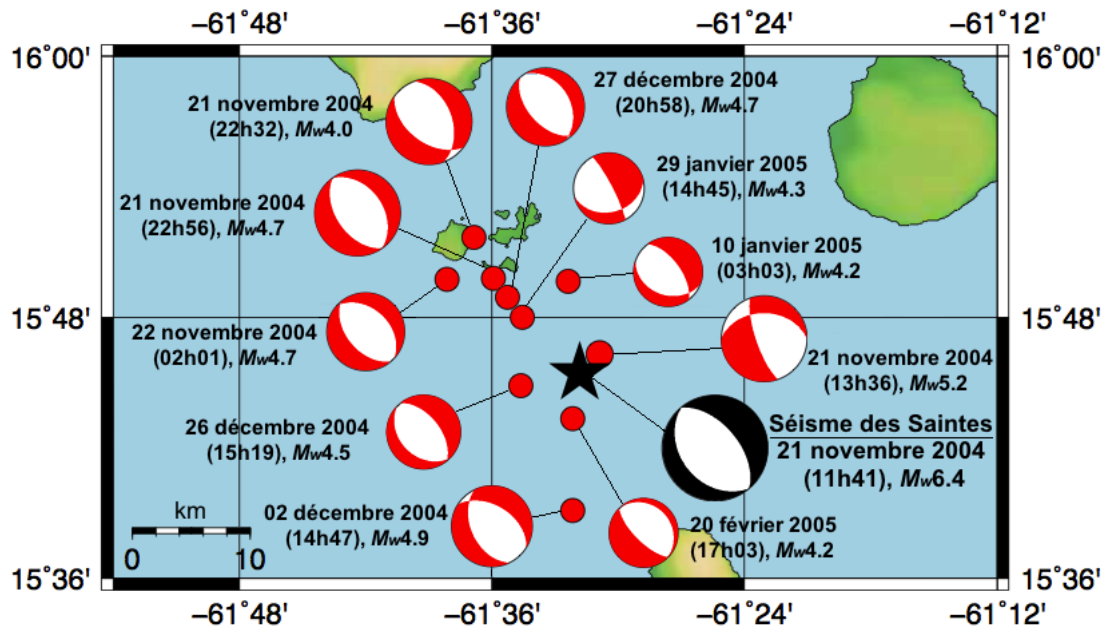 −61˚48'
−61˚36'
−61˚24'
−61˚12'
16˚00'
16˚00'
27 décembre 2004
(20h58), Mw4.7
21 novembre 2004
(22h32), Mw4.0
29 janvier 2005
(14h45), Mw4.3
21 novembre 2004
(22h56), Mw4.7
10 janvier 2005
(03h03), Mw4.2
15˚48'
15˚48'
22 novembre 2004
(02h01), Mw4.7
21 novembre 2004
(13h36), Mw5.2
26 décembre 2004
(15h19), Mw4.5
Séisme des Saintes
21 novembre 2004
(11h41), Mw6.4
02 décembre 2004
(14h47), Mw4.9
20 février 2005
(17h03), Mw4.2
km
0
10
15˚36'
15˚36'
−61˚48'
−61˚36'
−61˚24'
−61˚12'